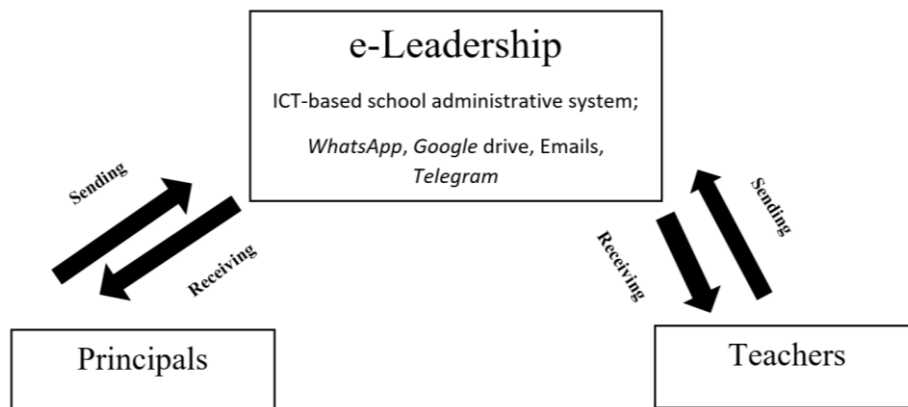 e-Leadership
ICT-based school administrative system;
WhatsApp, Google drive, Emails,
Telegram
Sending
Receiving
Receiving
Sending
Principals
Teachers